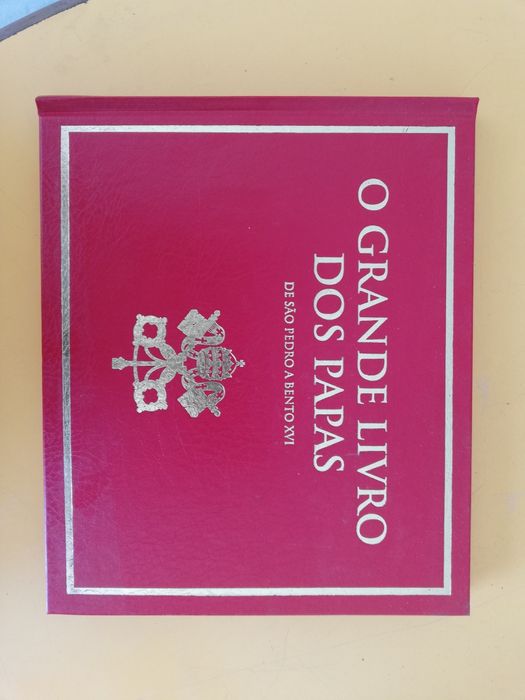 O GRANDE LIVRO
DOS PAPAS
DE SÃO PEDRO A BENTO XVI